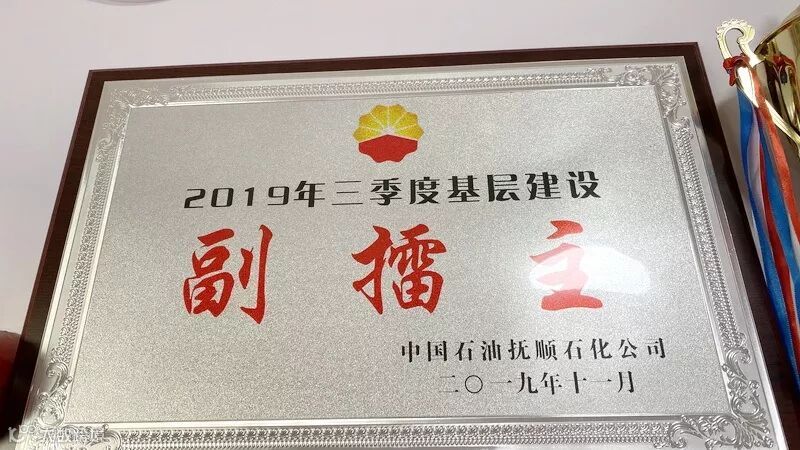 2019年三季度基层建设
副擂主
中国石油抚顺石化公司
二〇一九年十一月